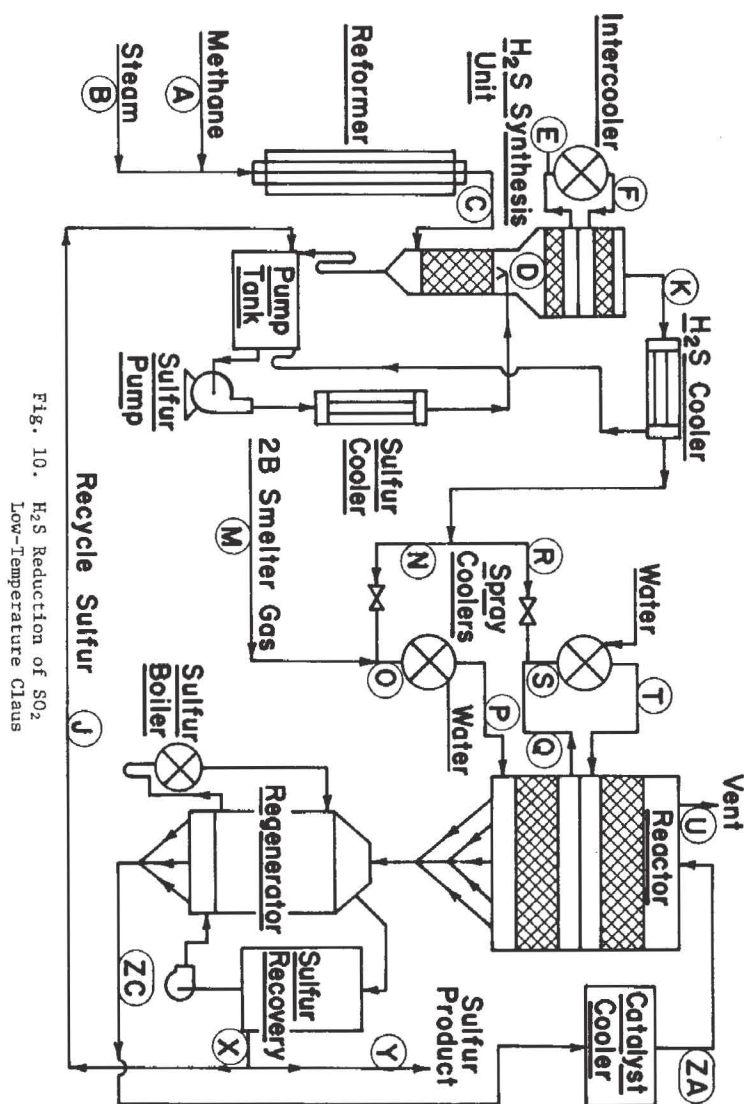 Intercooler
E
F
H₂S Synthesis
Unit
Reformer
Methane
A
Steam
B
C
D
K
H₂S Cooler
Pump
Tank
Sulfur
Pump
Sulfur
Cooler
2B Smelter Gas
M
N
R
Spray
Coolers
Water
S
T
O
Water
P
Q
Vent
U
Reactor
ZA
Catalyst
Cooler
Sulfur
Boiler
Regenerator
Sulfur
Recovery
ZC
X
Y
Sulfur
Product
Recycle Sulfur
J
Fig. 10. H₂S Reduction of SO₂
Low-Temperature Claus